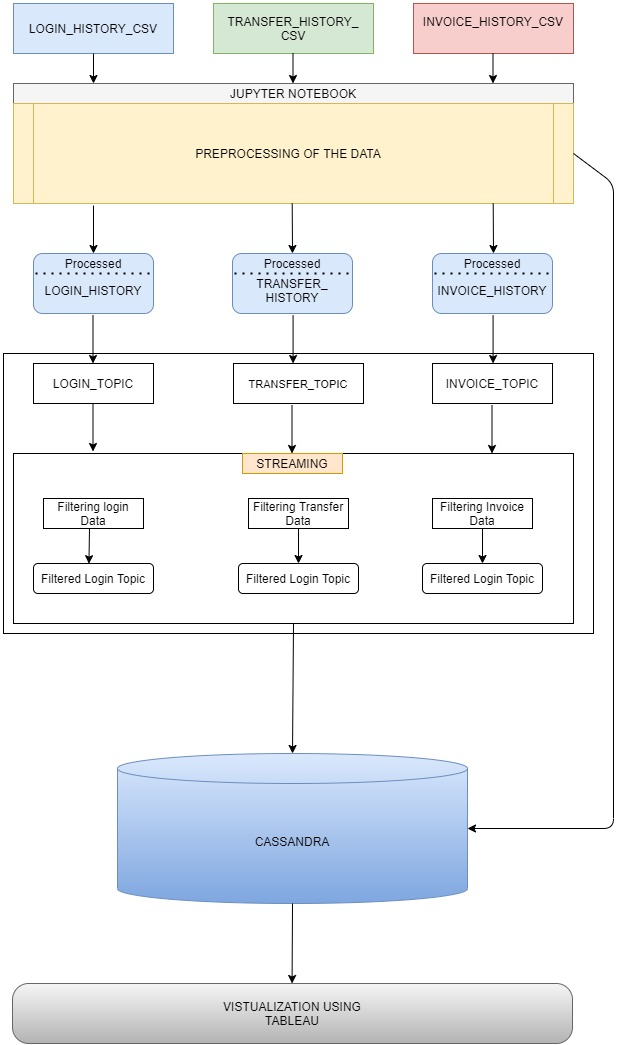 LOGIN_HISTORY_CSV
TRANSFER_HISTORY_
CSV
INVOICE_HISTORY_CSV
JUPYTER NOTEBOOK
PREPROCESSING OF THE DATA
Processed
LOGIN_HISTORY
Processed
TRANSFER_
HISTORY
Processed
INVOICE_HISTORY
LOGIN_TOPIC
TRANSFER_TOPIC
INVOICE_TOPIC
STREAMING
Filtering login
Data
Filtering Transfer
Data
Filtering Invoice
Data
Filtered Login Topic
Filtered Login Topic
Filtered Login Topic
CASSANDRA
VISTUALIZATION USING
TABLEAU